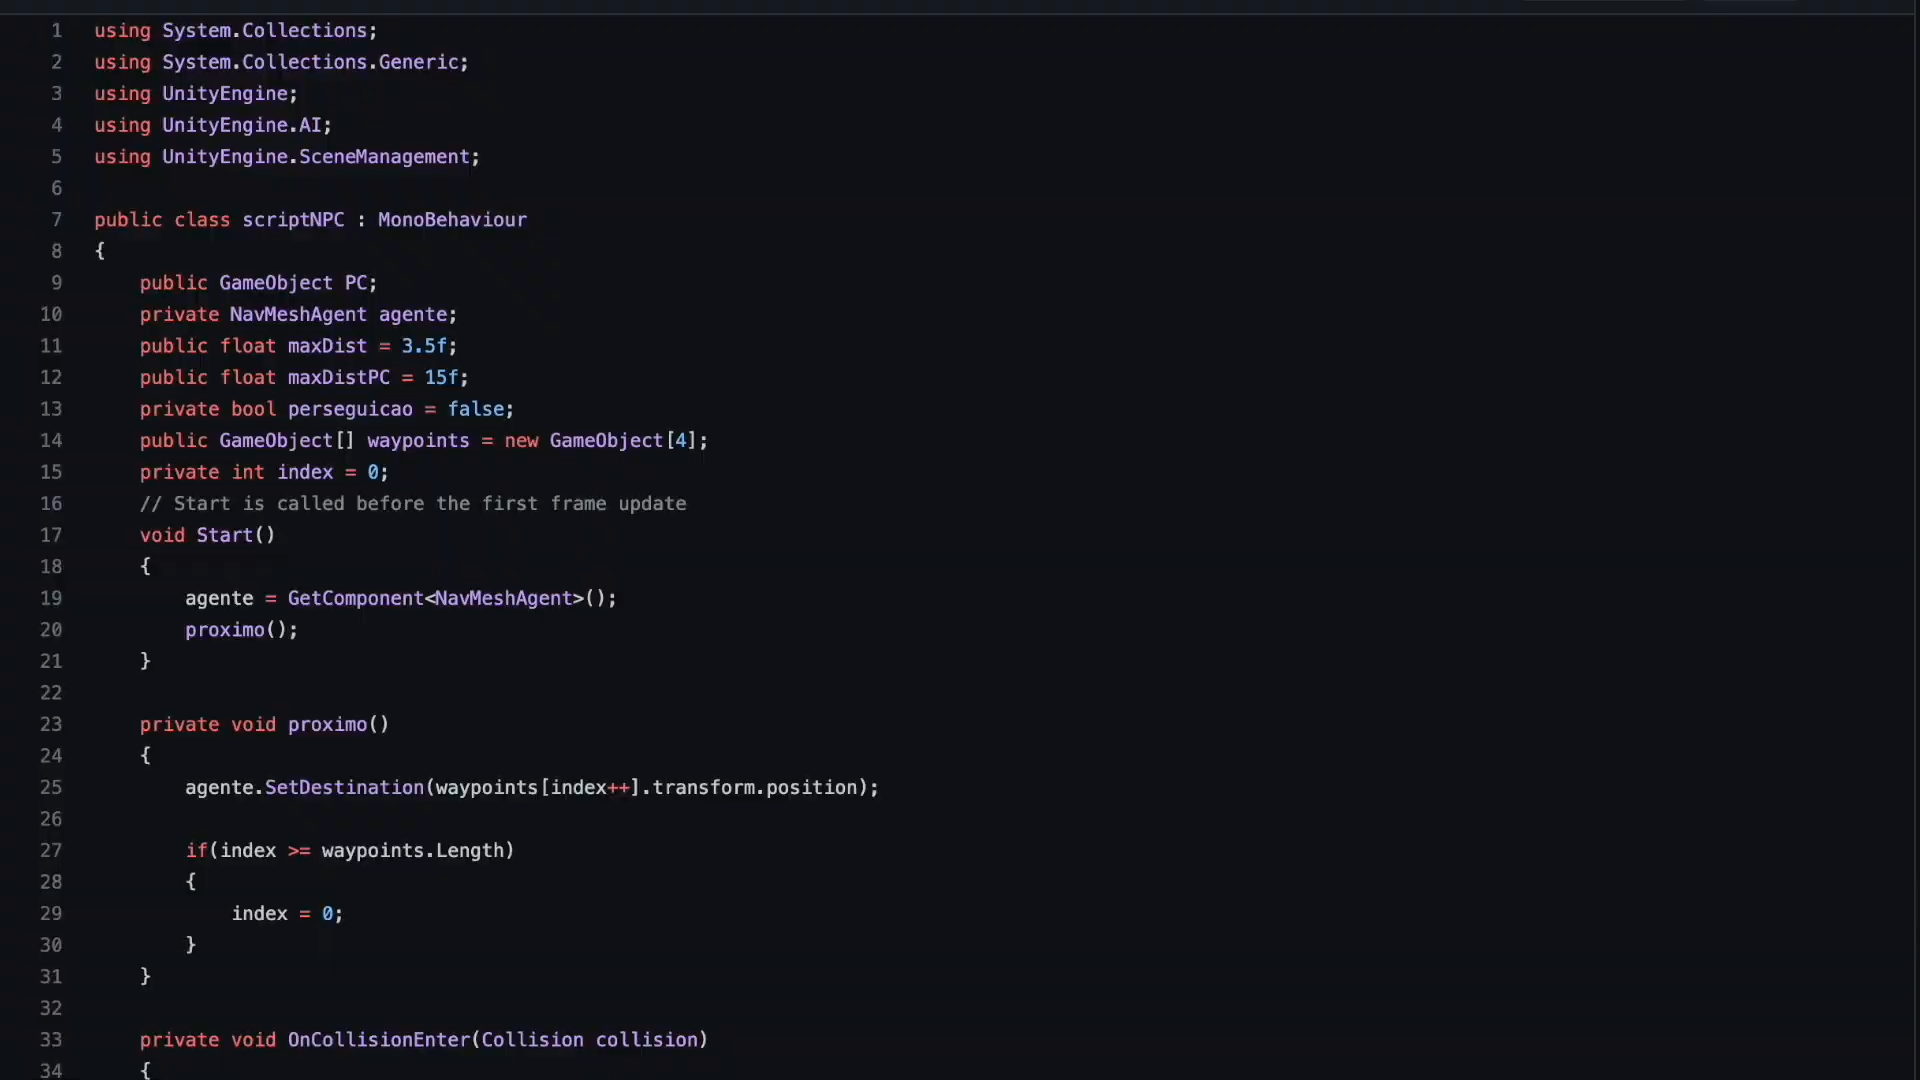 1 using System.Collections;
2 using System.Collections.Generic;
3 using UnityEngine;
4 using UnityEngine.AI;
5 using UnityEngine.SceneManagement;
6
7 public class scriptNPC : MonoBehaviour
8 {
9     public GameObject PC;
10     private NavMeshAgent agente;
11     public float maxDist = 3.5f;
12     public float maxDistPC = 15f;
13     private bool perseguicao = false;
14     public GameObject[] waypoints = new GameObject[4];
15     private int index = 0;
16     // Start is called before the first frame update
17     void Start()
18     {
19         agente = GetComponent<NavMeshAgent>();
20         proximo();
21     }
22
23     private void proximo()
24     {
25         agente.SetDestination(waypoints[index++].transform.position);
26
27         if(index >= waypoints.Length)
28         {
29             index = 0;
30         }
31     }
32
33     private void OnCollisionEnter(Collision collision)
34     {